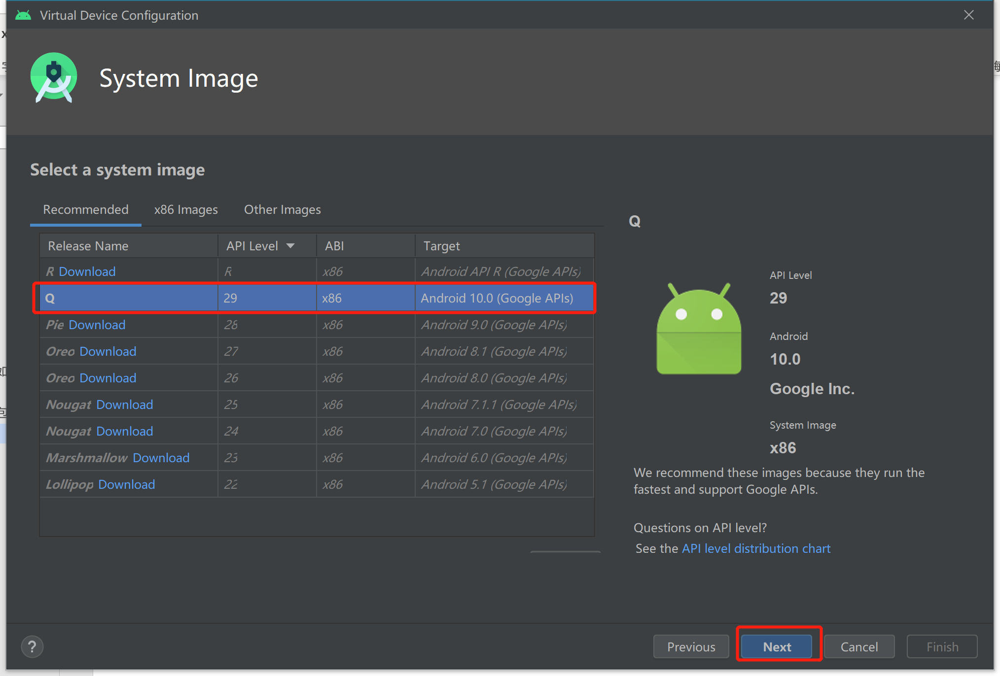 Virtual Device Configuration
System Image
Select a system image
Recommended x86 Images Other Images
Release Name API Level ABI Target
R Download R x86 Android API R (Google APIs)
Q 29 x86 Android 10.0 (Google APIs)
Pie Download 28 x86 Android 9.0 (Google APIs)
Oreo Download 27 x86 Android 8.1 (Google APIs)
Oreo Download 26 x86 Android 8.0 (Google APIs)
Nougat Download 25 x86 Android 7.1.1 (Google APIs)
Nougat Download 24 x86 Android 7.0 (Google APIs)
Marshmallow Download 23 x86 Android 6.0 (Google APIs)
Lollipop Download 22 x86 Android 5.1 (Google APIs)
Q
API Level
29
Android
10.0
Google Inc.
System Image
x86
We recommend these images because they run the
fastest and support Google APIs.
Questions on API level?
See the API level distribution chart
?
Previous Next Cancel Finish